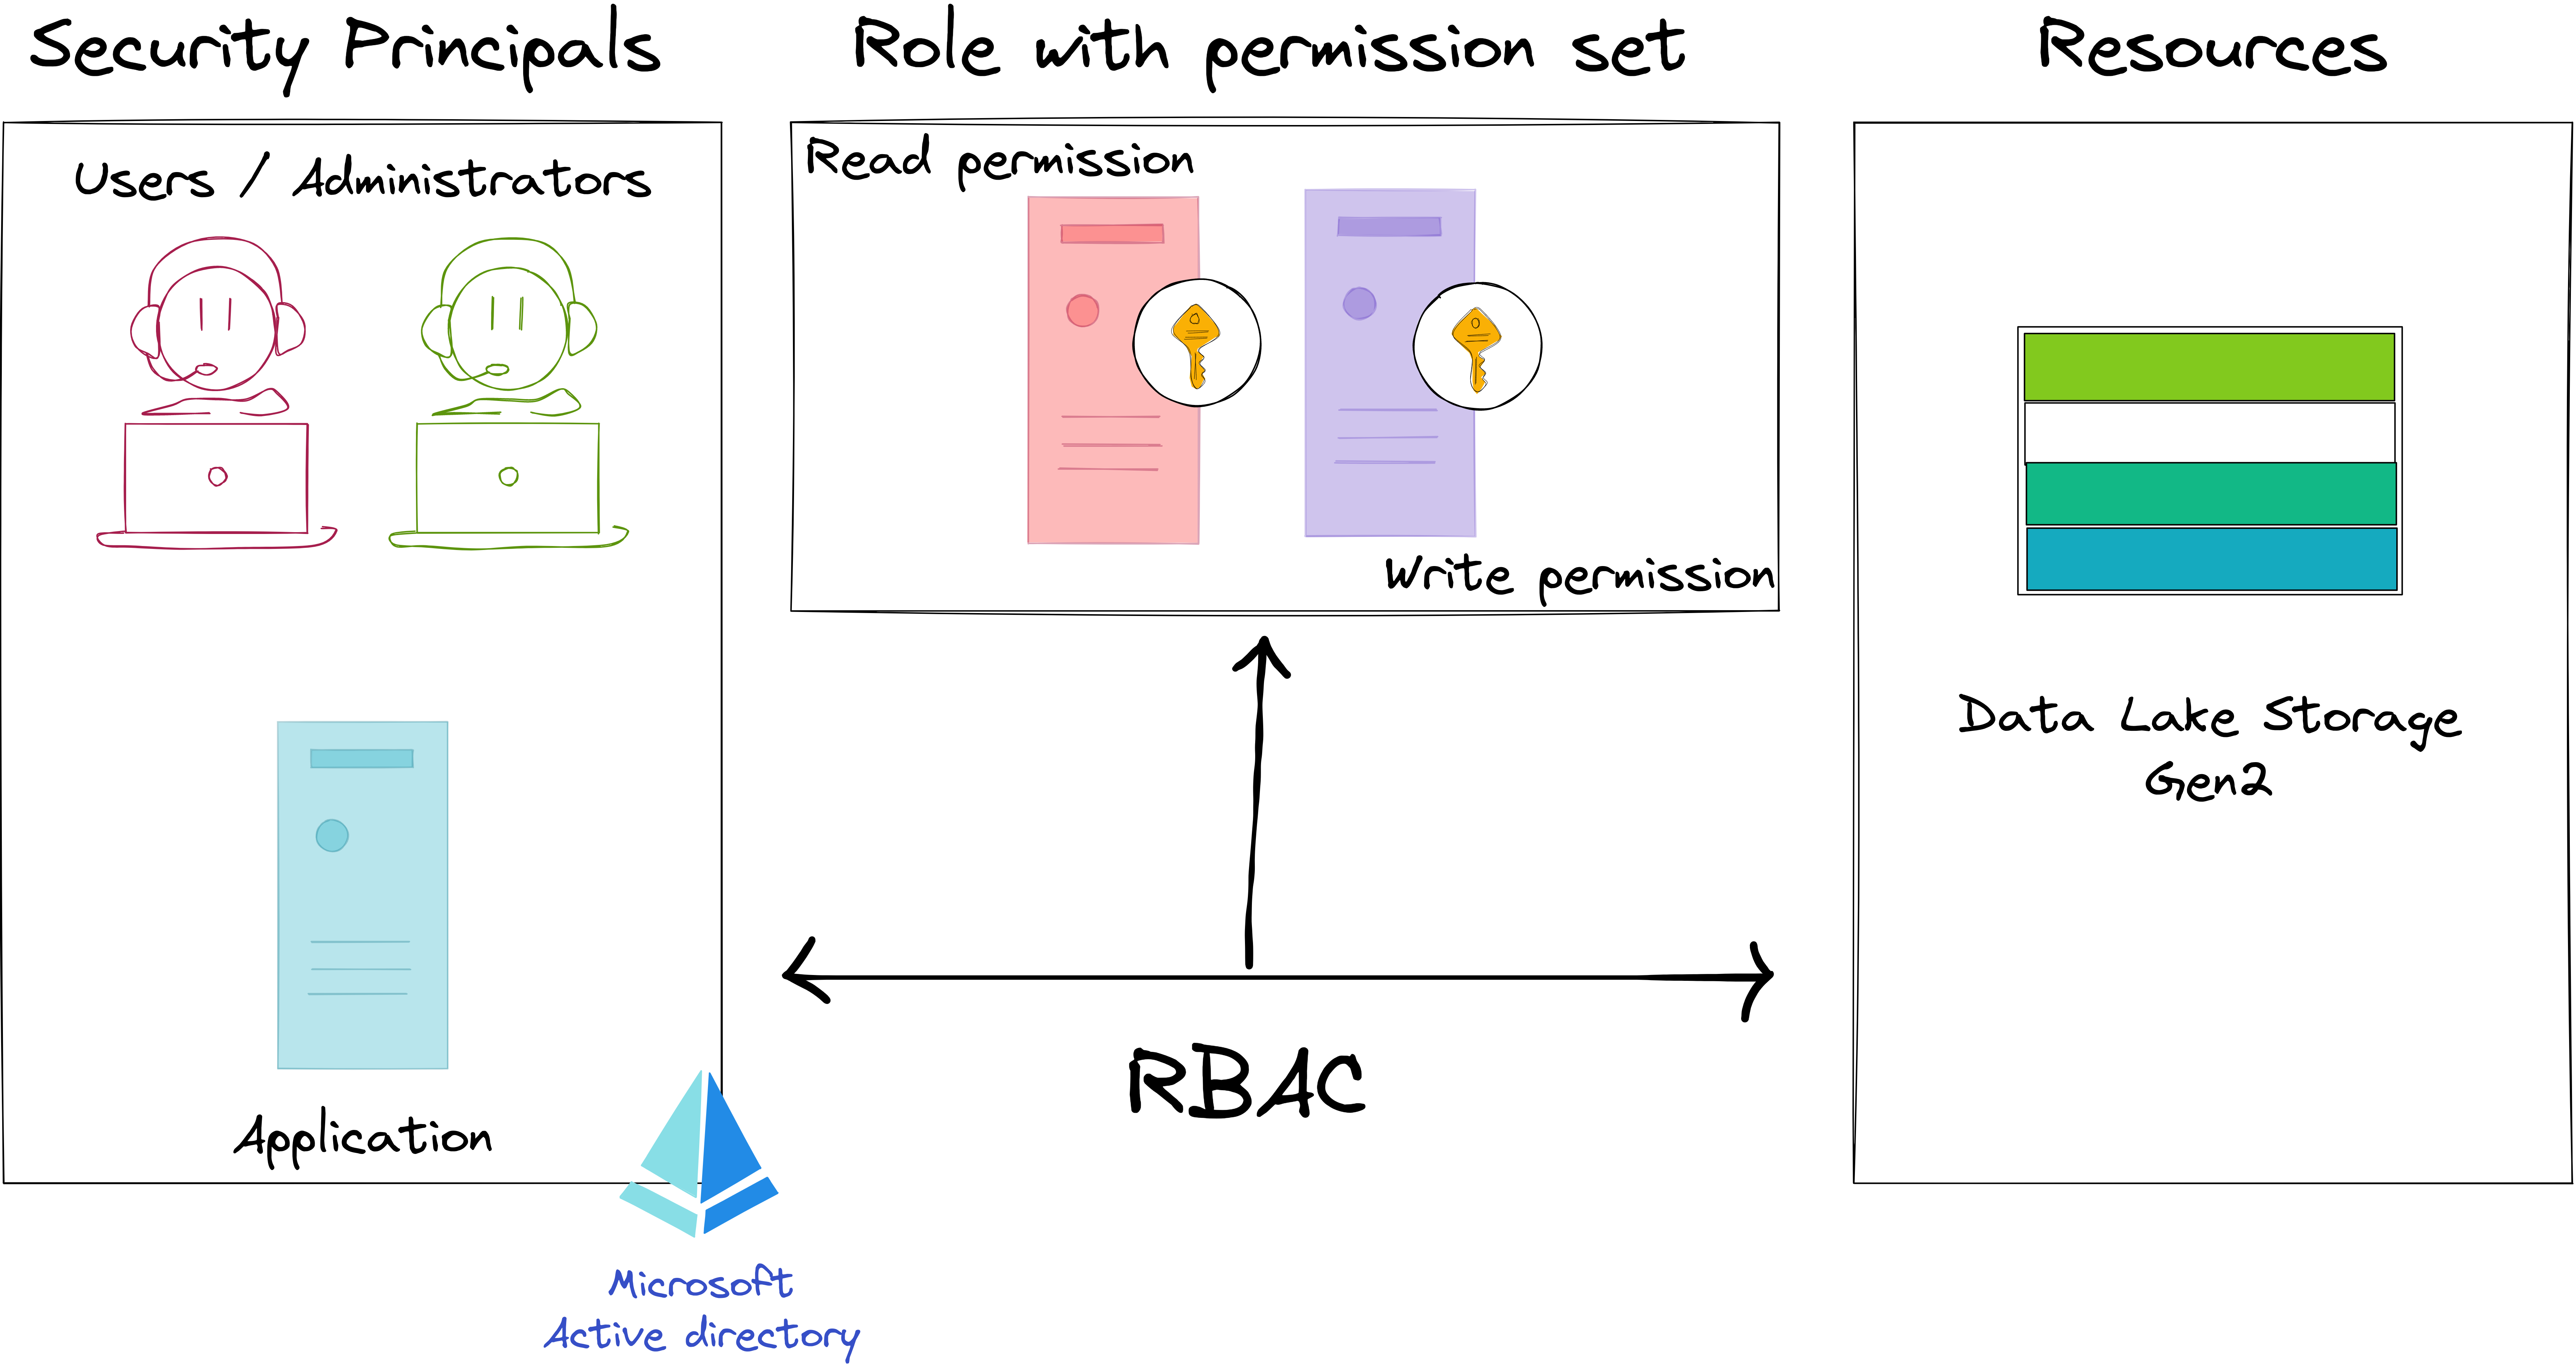 Security Principals
Role with permission set
Resources
Users / Administrators
Read permission
Write permission
Data Lake Storage
Gen2
RBAC
Application
Microsoft
Active directory